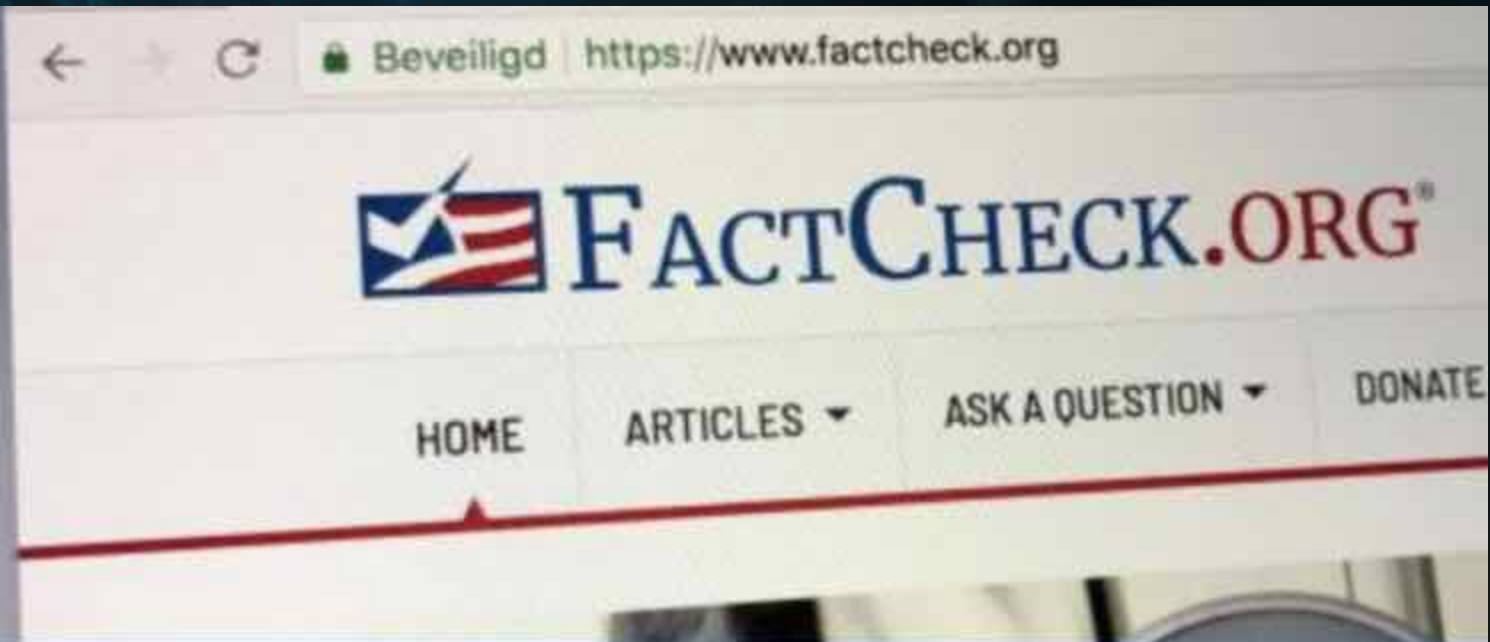 Beveiligd https://www.factcheck.org
FACTCHECK.ORG®
HOME ARTICLES ASK A QUESTION DONATE